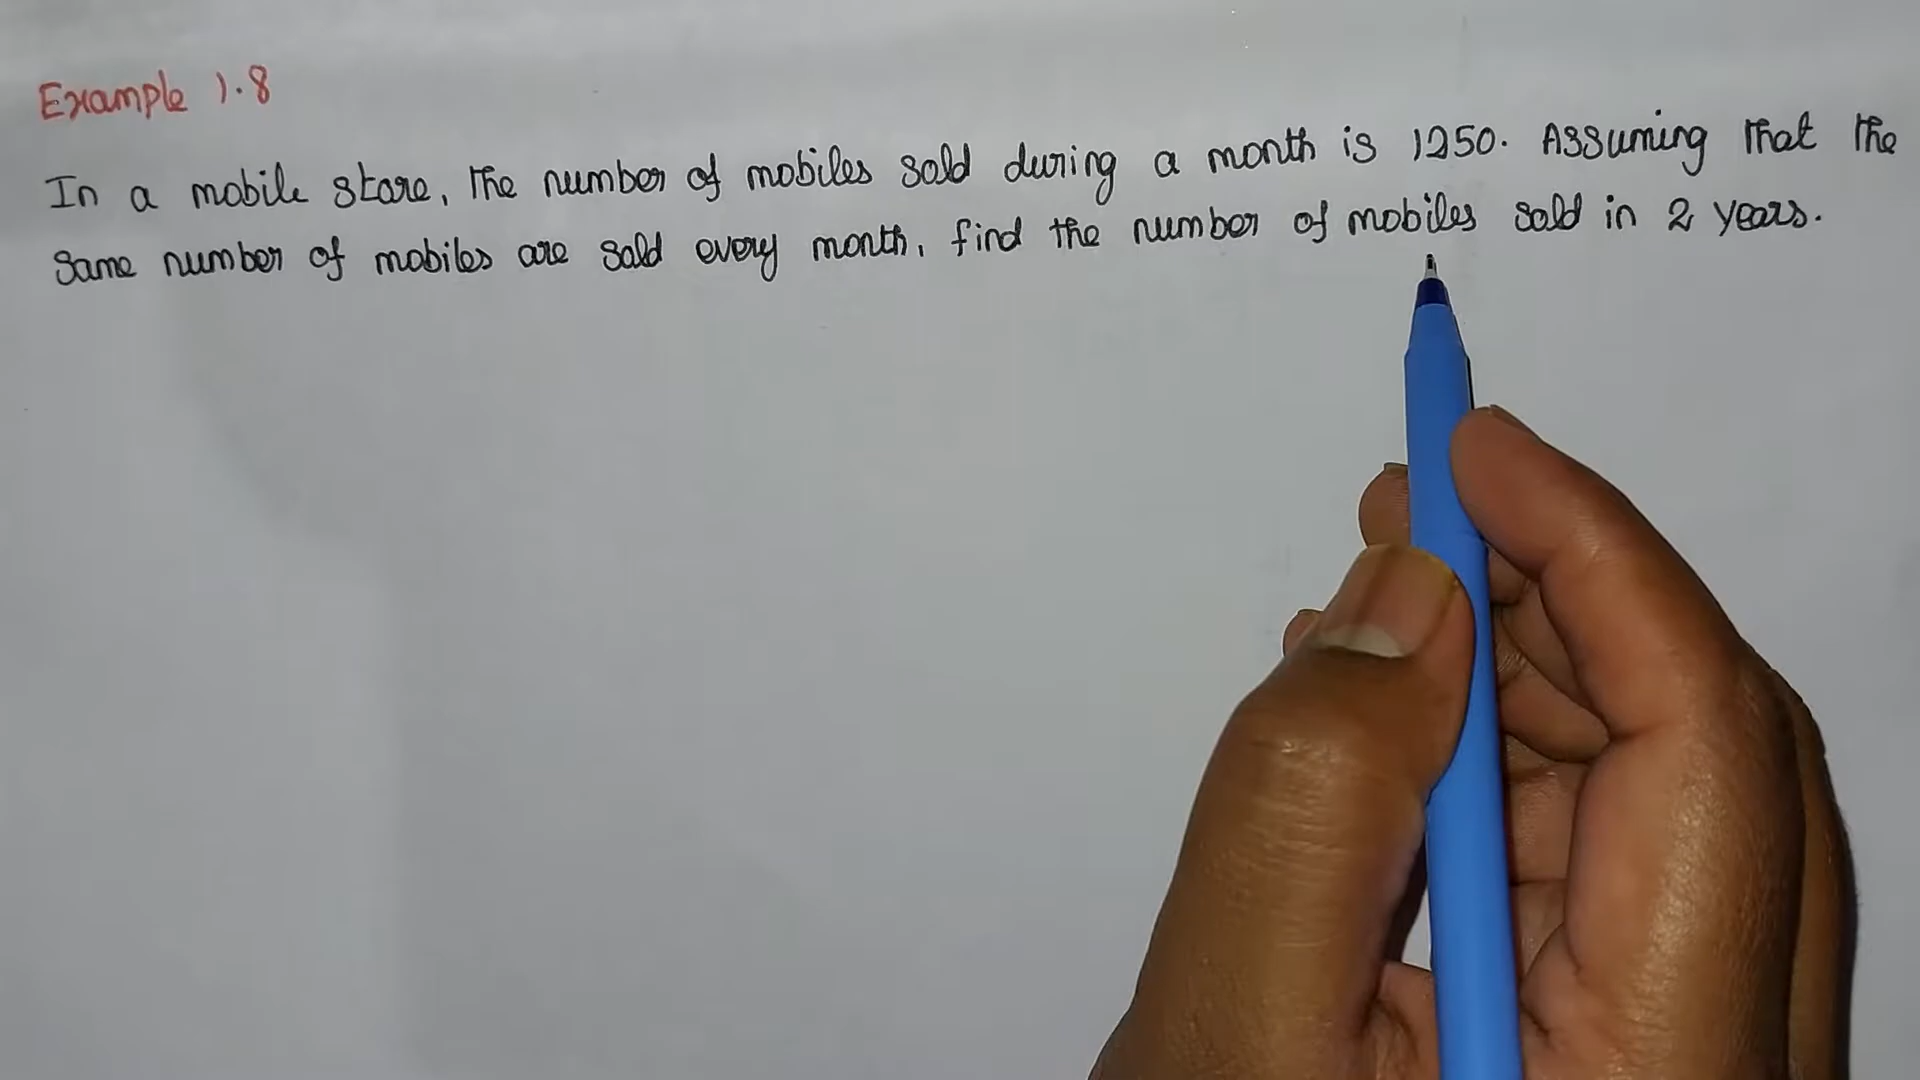 Example 1.8
In a mobile store, the number of mobiles sold during a month is 1250. Assuming that the
same number of mobiles are sold every month, find the number of mobiles sold in 2 years.